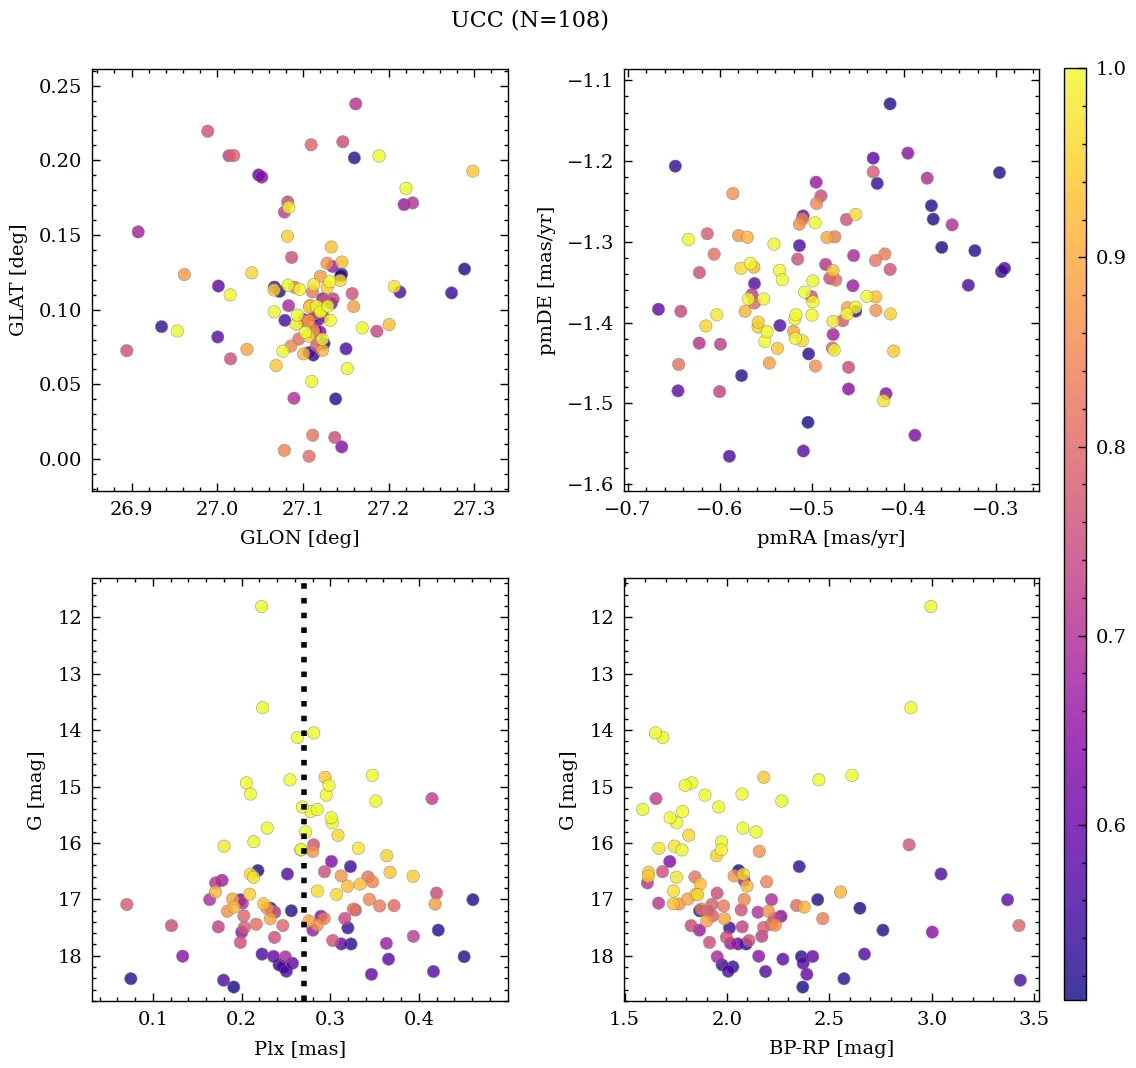 UCC (N=108)
0.25
0.20
0.15
0.10
0.05
0.00
GLAT [deg]
26.9 27.0 27.1 27.2 27.3
GLON [deg]
−1.1
−1.2
−1.3
−1.4
−1.5
−1.6
pmDE [mas/yr]
−0.7 −0.6 −0.5 −0.4 −0.3
pmRA [mas/yr]
12
13
14
15
16
17
18
G [mag]
0.1 0.2 0.3 0.4
Plx [mas]
12
13
14
15
16
17
18
G [mag]
1.5 2.0 2.5 3.0 3.5
BP-RP [mag]
1.0
0.9
0.8
0.7
0.6